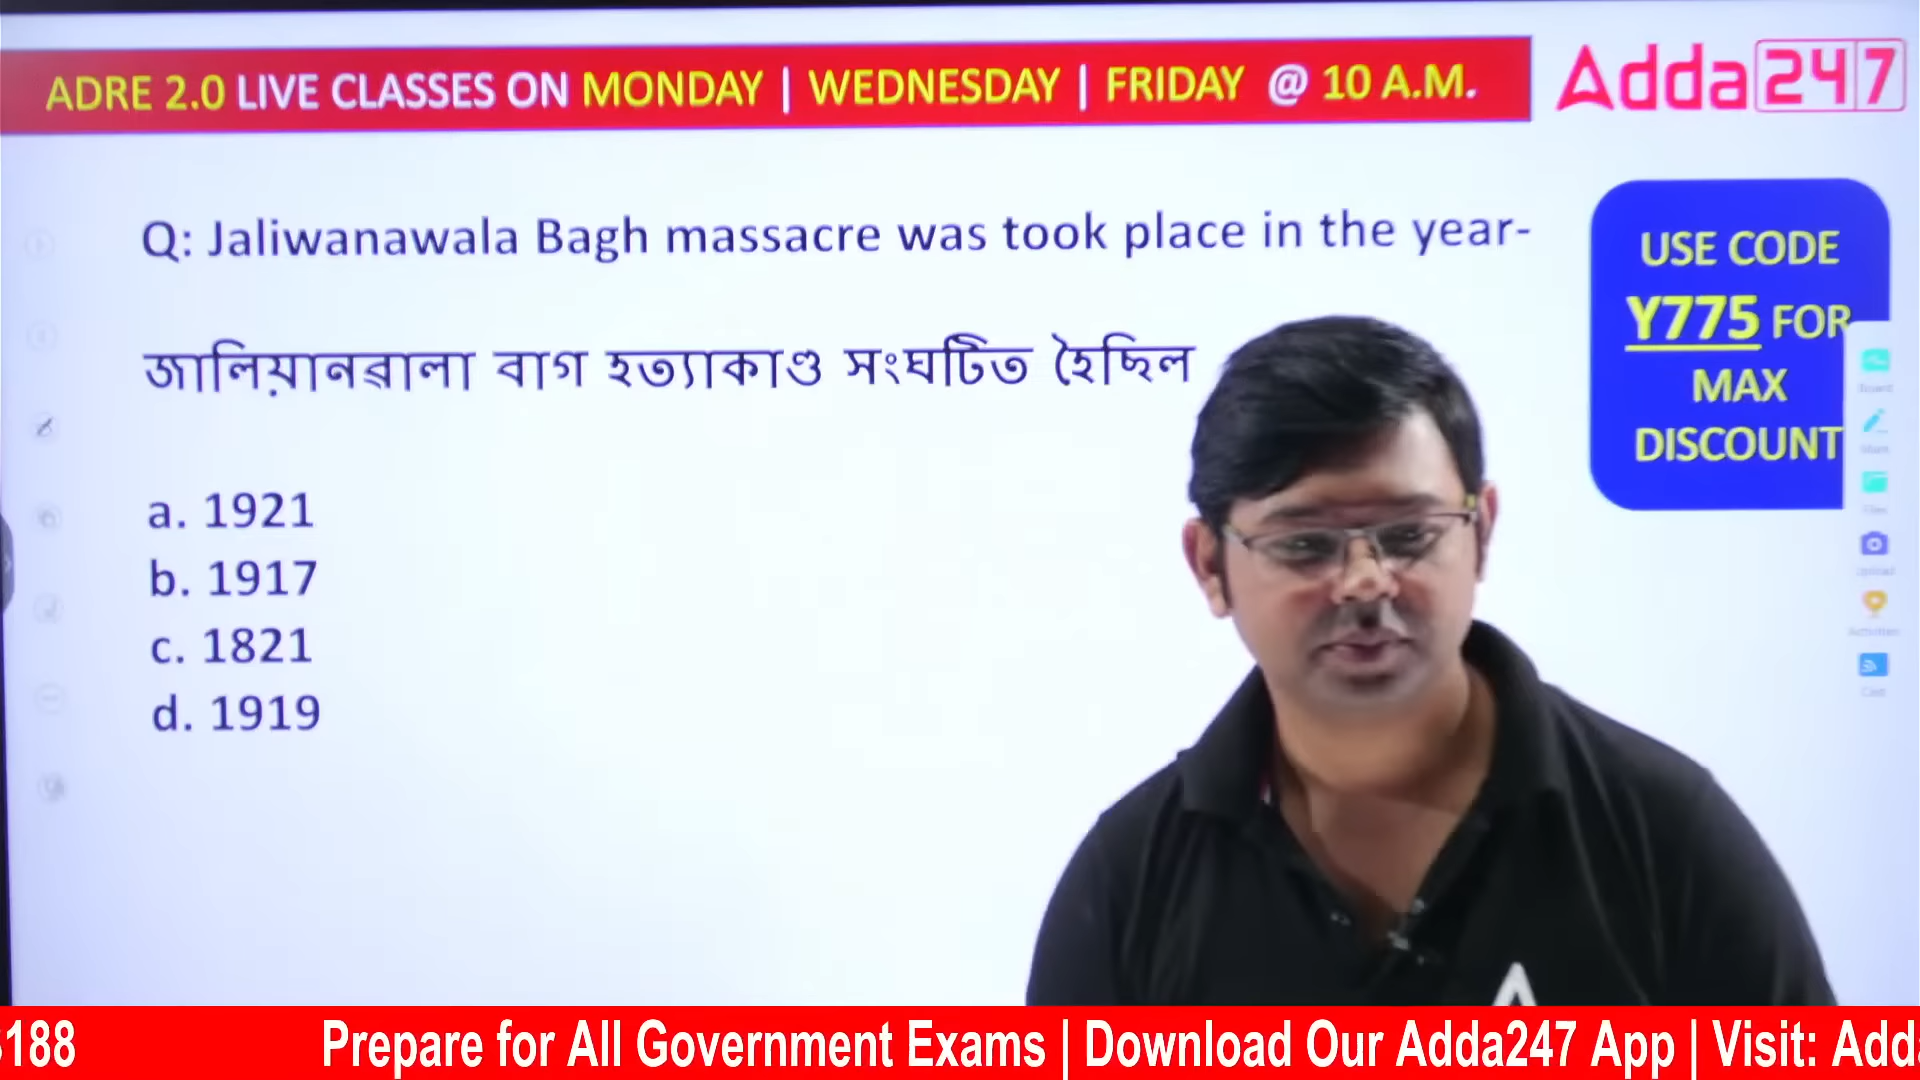 ADRE 2.0 LIVE CLASSES ON MONDAY | WEDNESDAY | FRIDAY @ 10 A.M.
Adda247
Q: Jaliwanawala Bagh massacre was took place in the year-
জালিয়ানৱালা বাগ হত্যাকাণ্ড সংঘটিত হৈছিল
a. 1921
b. 1917
c. 1821
d. 1919
USE CODE
Y775 FOR
MAX
DISCOUNT
188
Prepare for All Government Exams | Download Our Adda247 App | Visit: Add